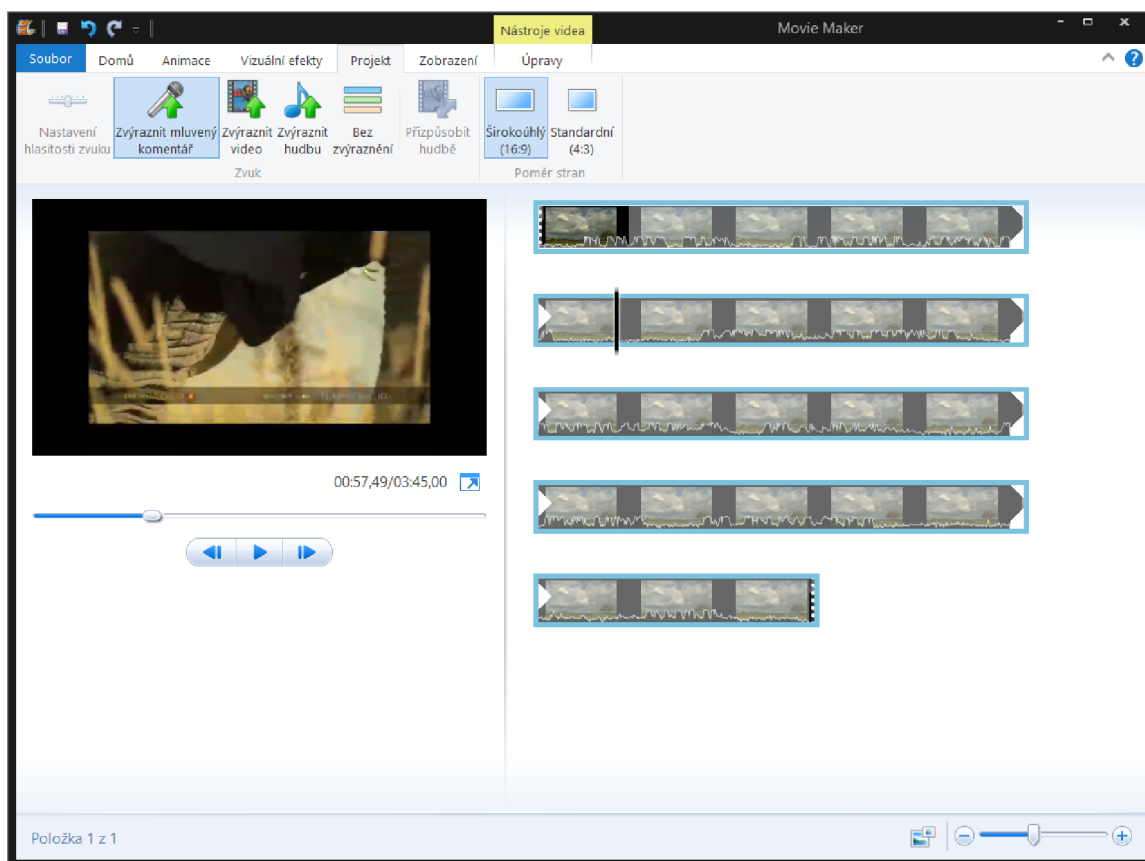 Nástroje videa
Movie Maker
Soubor Domů Animace Vizuální efekty Projekt Zobrazení Úpravy
Nastavení hlasitosti zvuku
Zvýraznit mluvený komentář
Zvýraznit video
Zvýraznit hudbu
Bez zvýraznění
Přizpůsobit hudbě
Širokoúhlý (16:9)
Standardní (4:3)
Zvuk
Poměr stran
00:57,49/03:45,00
Položka 1 z 1